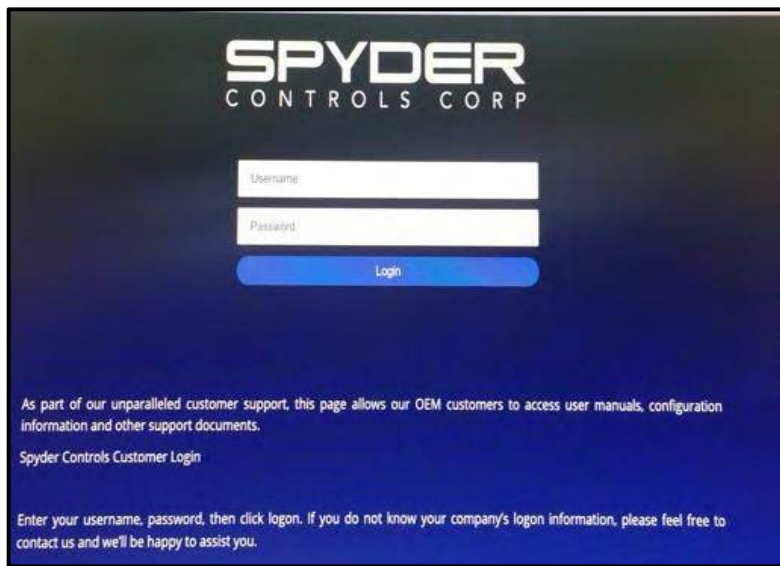 SPYDER
CONTROLS CORP
Username
Password
Login
As part of our unparalleled customer support, this page allows our OEM customers to access user manuals, configuration
information and other support documents.
Spyder Controls Customer Login
Enter your username, password, then click logon. If you do not know your company's logon information, please feel free to
contact us and we'll be happy to assist you.